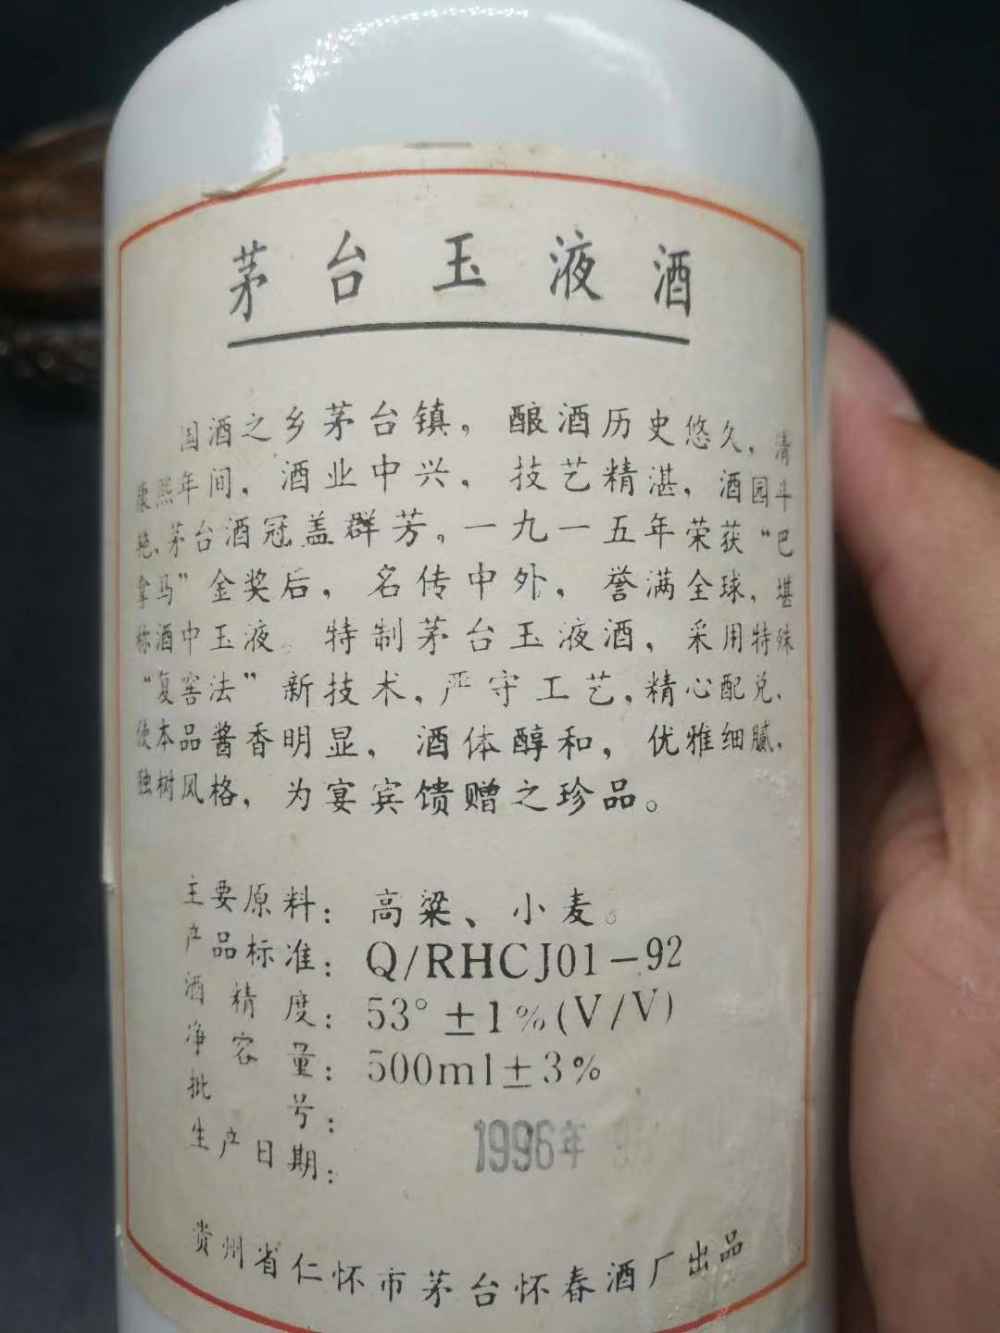 茅台玉液酒
国酒之乡茅台镇，酿酒历史悠久，清
康熙年间，酒业中兴，技艺精湛，酒园斗
艳、茅台酒冠盖群芳。一九一五年荣获“巴
拿马”金奖后，名传中外，誉满全球，堪
称酒中玉液。特制茅台玉液酒，采用特殊
“复窖法”新技术，严守工艺，精心配兑，
使本品酱香明显，酒体醇和，优雅细腻，
独树风格，为宴宾馈赠之珍品。
主要原料：高粱、小麦。
产品标准：Q/RHCJ01－92
酒精度：53°±1%(V/V)
净容量：500ml±3%
批号：
生产日期：1996年
贵州省仁怀市茅台怀春酒厂出品